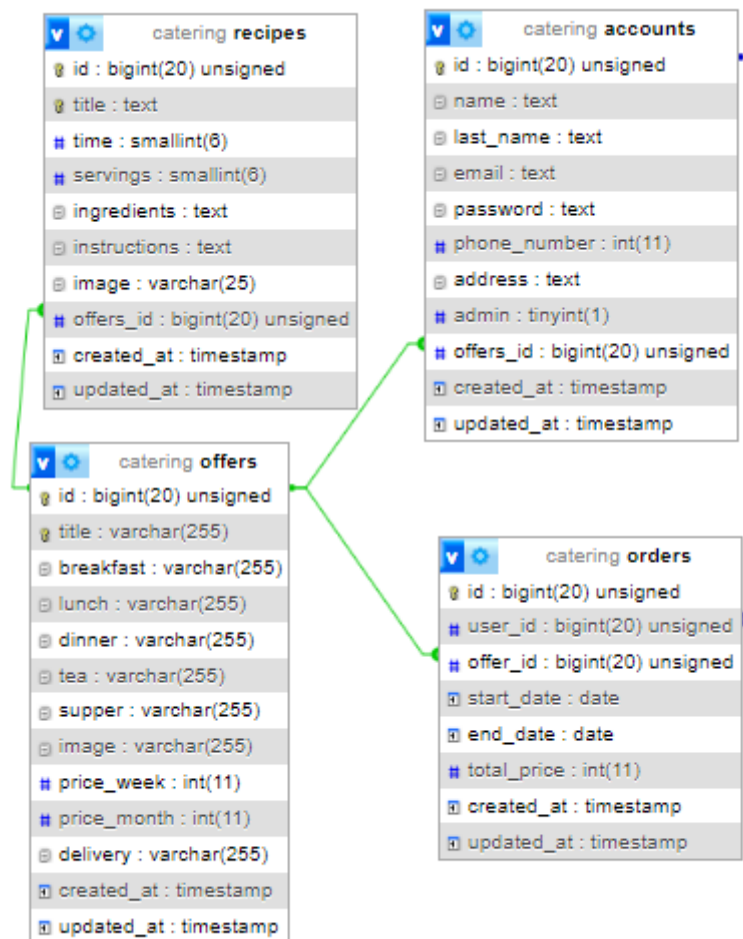 catering recipes
id : bigint(20) unsigned
title : text
time : smallint(6)
servings : smallint(6)
ingredients : text
instructions : text
image : varchar(25)
offers_id : bigint(20) unsigned
created_at : timestamp
updated_at : timestamp
catering accounts
id : bigint(20) unsigned
name : text
last_name : text
email : text
password : text
phone_number : int(11)
address : text
admin : tinyint(1)
offers_id : bigint(20) unsigned
created_at : timestamp
updated_at : timestamp
catering offers
id : bigint(20) unsigned
title : varchar(255)
breakfast : varchar(255)
lunch : varchar(255)
dinner : varchar(255)
tea : varchar(255)
supper : varchar(255)
image : varchar(255)
price_week : int(11)
price_month : int(11)
delivery : varchar(255)
created_at : timestamp
updated_at : timestamp
catering orders
id : bigint(20) unsigned
user_id : bigint(20) unsigned
offer_id : bigint(20) unsigned
start_date : date
end_date : date
total_price : int(11)
created_at : timestamp
updated_at : timestamp